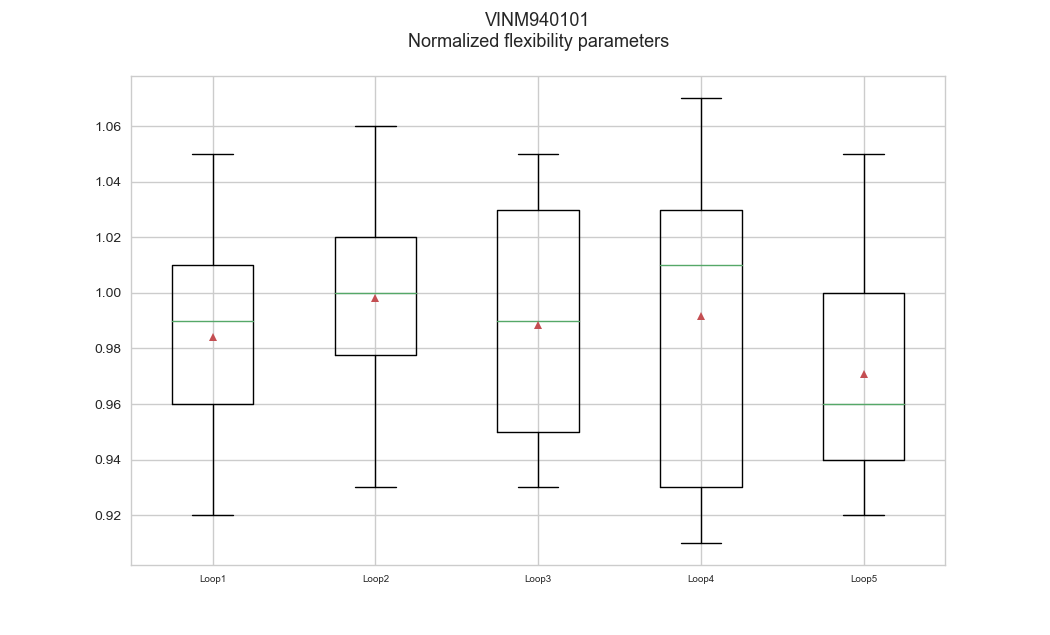 VINM940101
Normalized flexibility parameters
1.06
1.04
1.02
1.00
0.98
0.96
0.94
0.92
Loop1
Loop2
Loop3
Loop4
Loop5